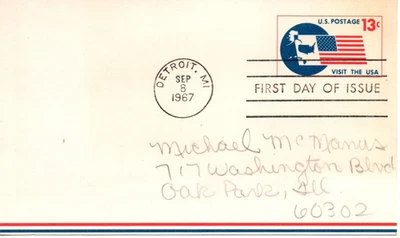 U.S. POSTAGE 13¢
VISIT THE USA
DETROIT, MI
SEP
8
1967
FIRST DAY OF ISSUE
Michael McManus
717 Washington Blvd
Oak Park, Ill
60302